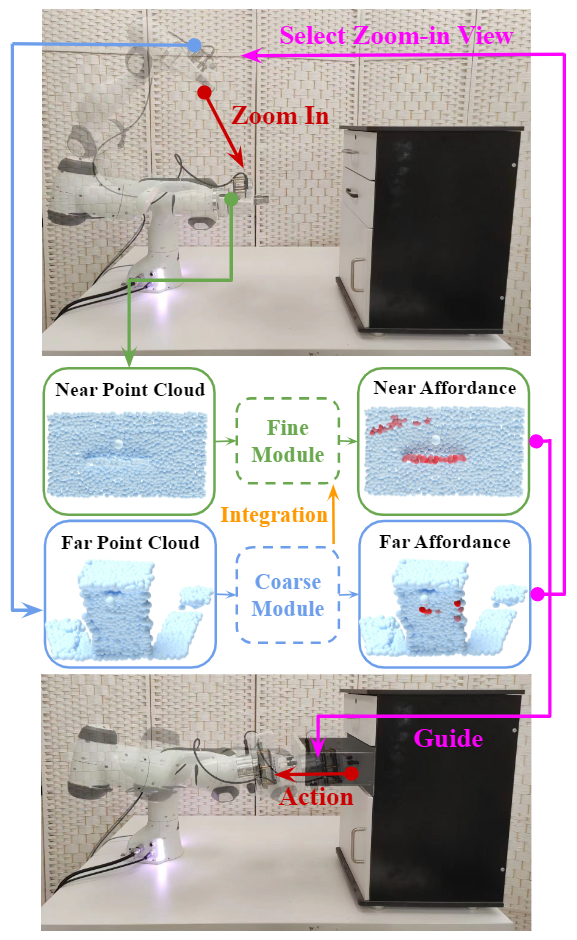 Select Zoom-in View
Zoom In
Near Point Cloud
Near Affordance
Fine
Module
Integration
Far Point Cloud
Far Affordance
Coarse
Module
Guide
Action